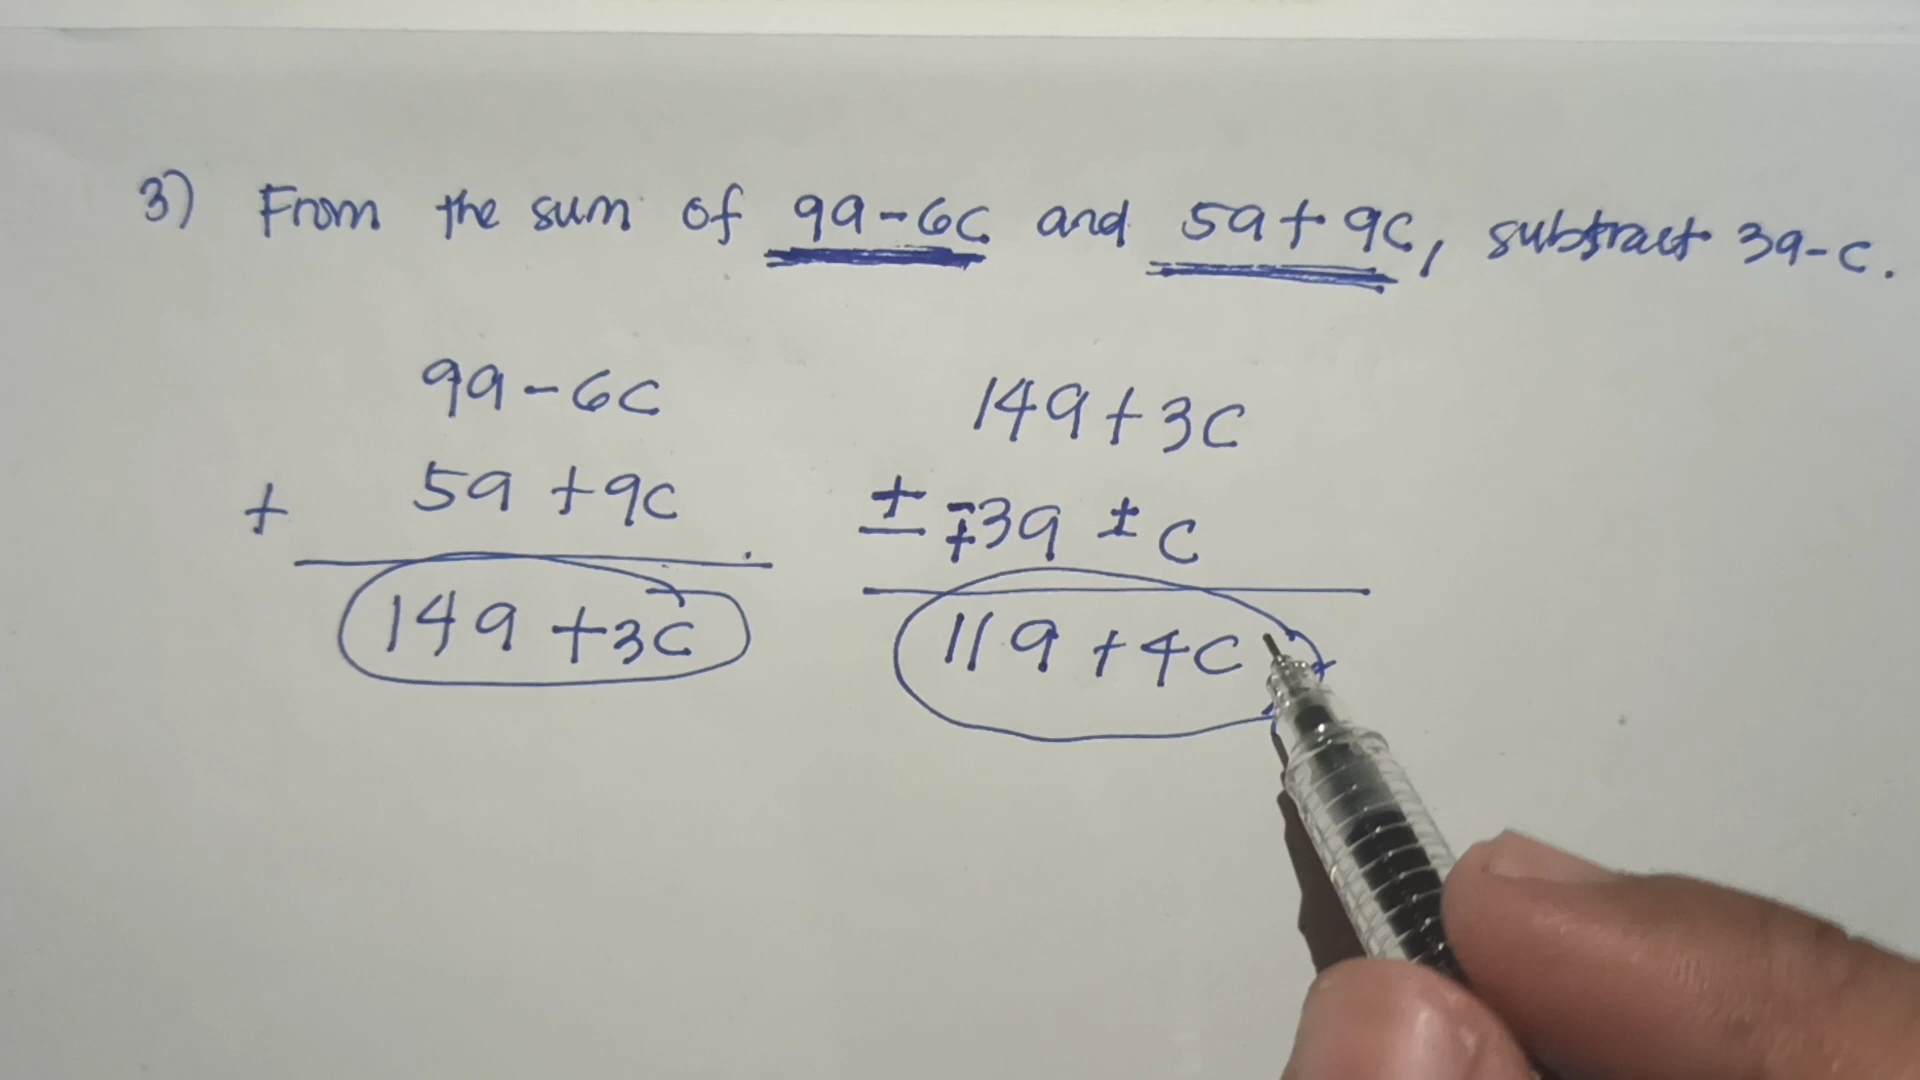 3) From the sum of 9a-6c and 5a+9c, subtract 3a-c.
9a-6c
+ 5a+9c
14a+3c
14a+3c
± ∓3a ± c
11a+4c